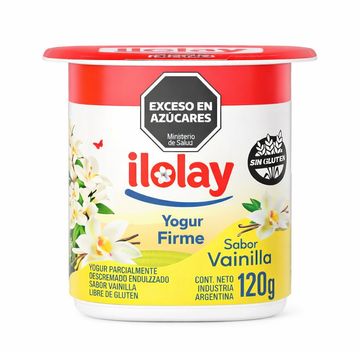 ilolay
EXCESO EN
AZÚCARES
Ministerio
de Salud
SIN GLUTEN
ilolay
Yogur
Firme
Sabor
Vainilla
YOGUR PARCIALMENTE
DESCREMADO ENDULZADO
SABOR VAINILLA
LIBRE DE GLUTEN
CONT. NETO
INDUSTRIA
ARGENTINA
120g